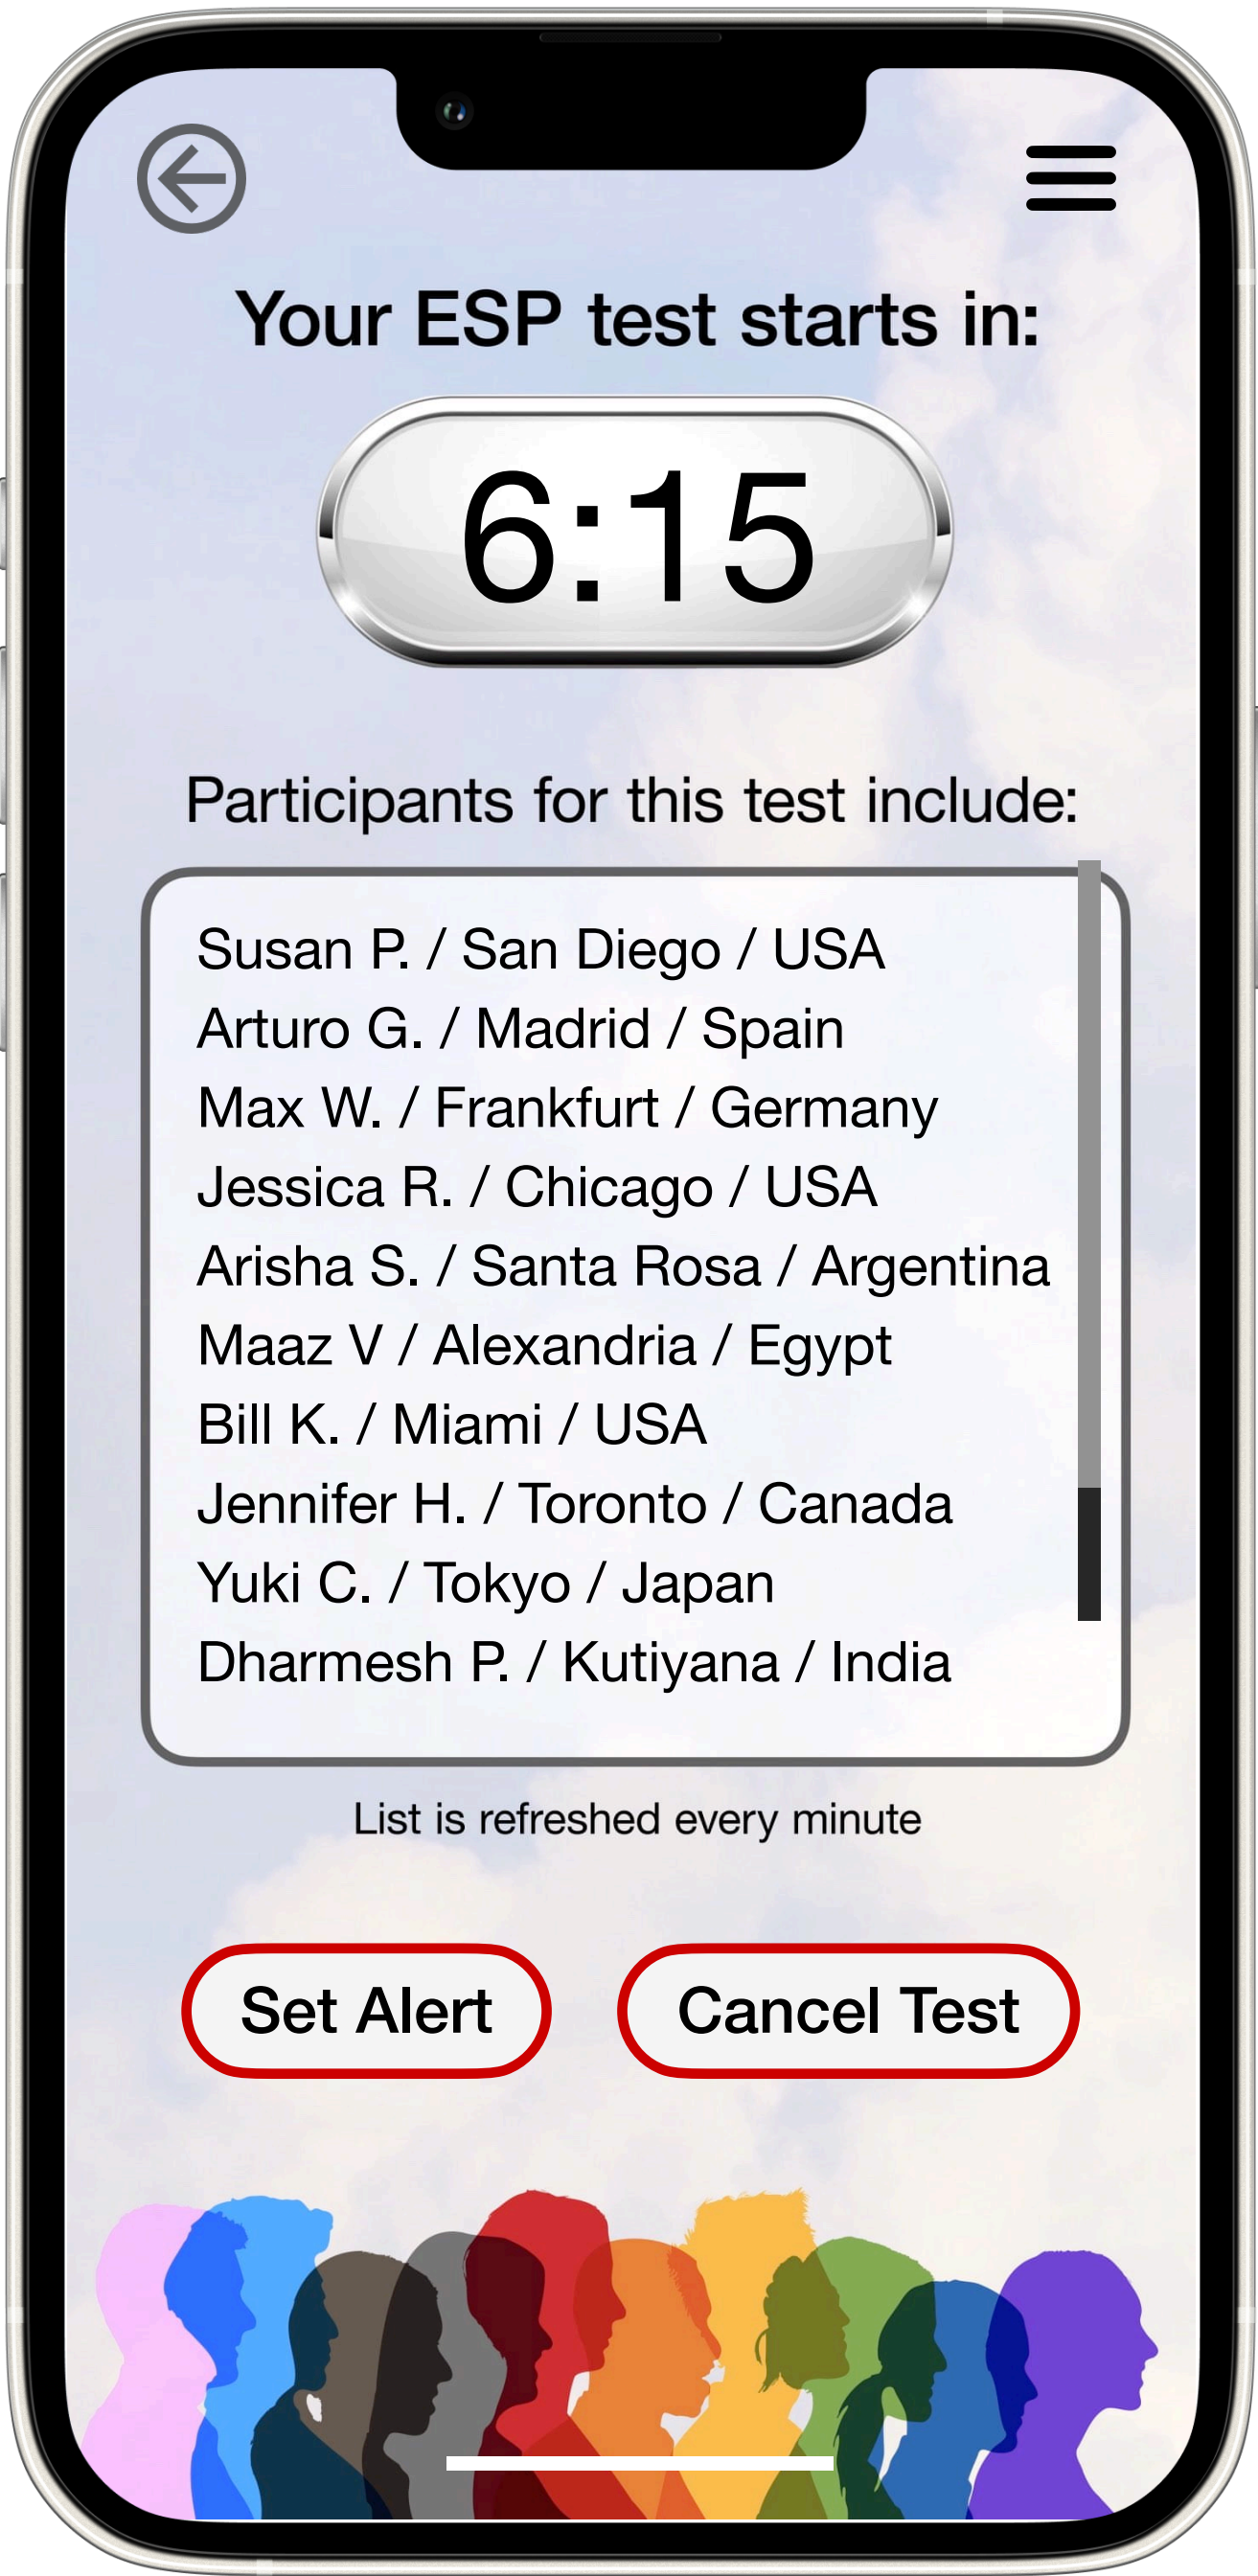 Your ESP test starts in:
6:15
Participants for this test include:
Susan P. / San Diego / USA
Arturo G. / Madrid / Spain
Max W. / Frankfurt / Germany
Jessica R. / Chicago / USA
Arisha S. / Santa Rosa / Argentina
Maaz V / Alexandria / Egypt
Bill K. / Miami / USA
Jennifer H. / Toronto / Canada
Yuki C. / Tokyo / Japan
Dharmesh P. / Kutiyana / India
List is refreshed every minute
Set Alert
Cancel Test